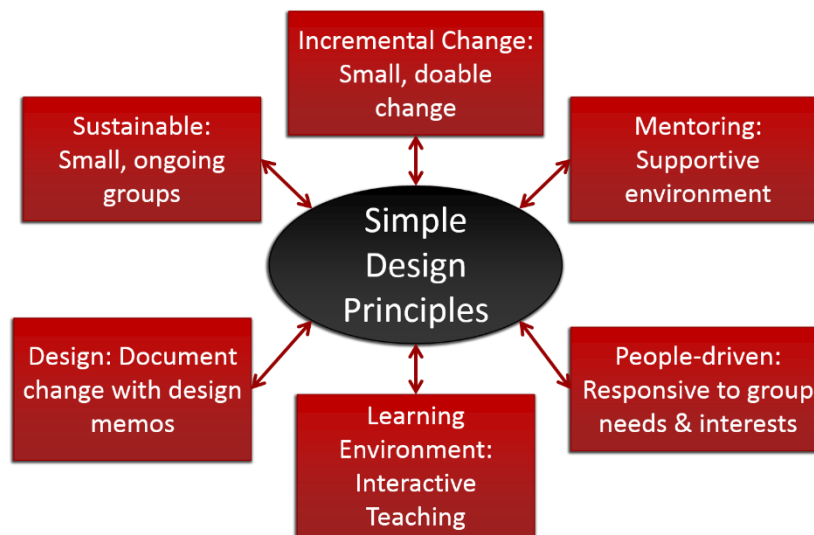 Incremental Change:
Small, doable
change
Sustainable:
Small, ongoing
groups
Mentoring:
Supportive
environment
Simple
Design
Principles
Design: Document
change with design
memos
People-driven:
Responsive to group
needs & interests
Learning
Environment:
Interactive
Teaching